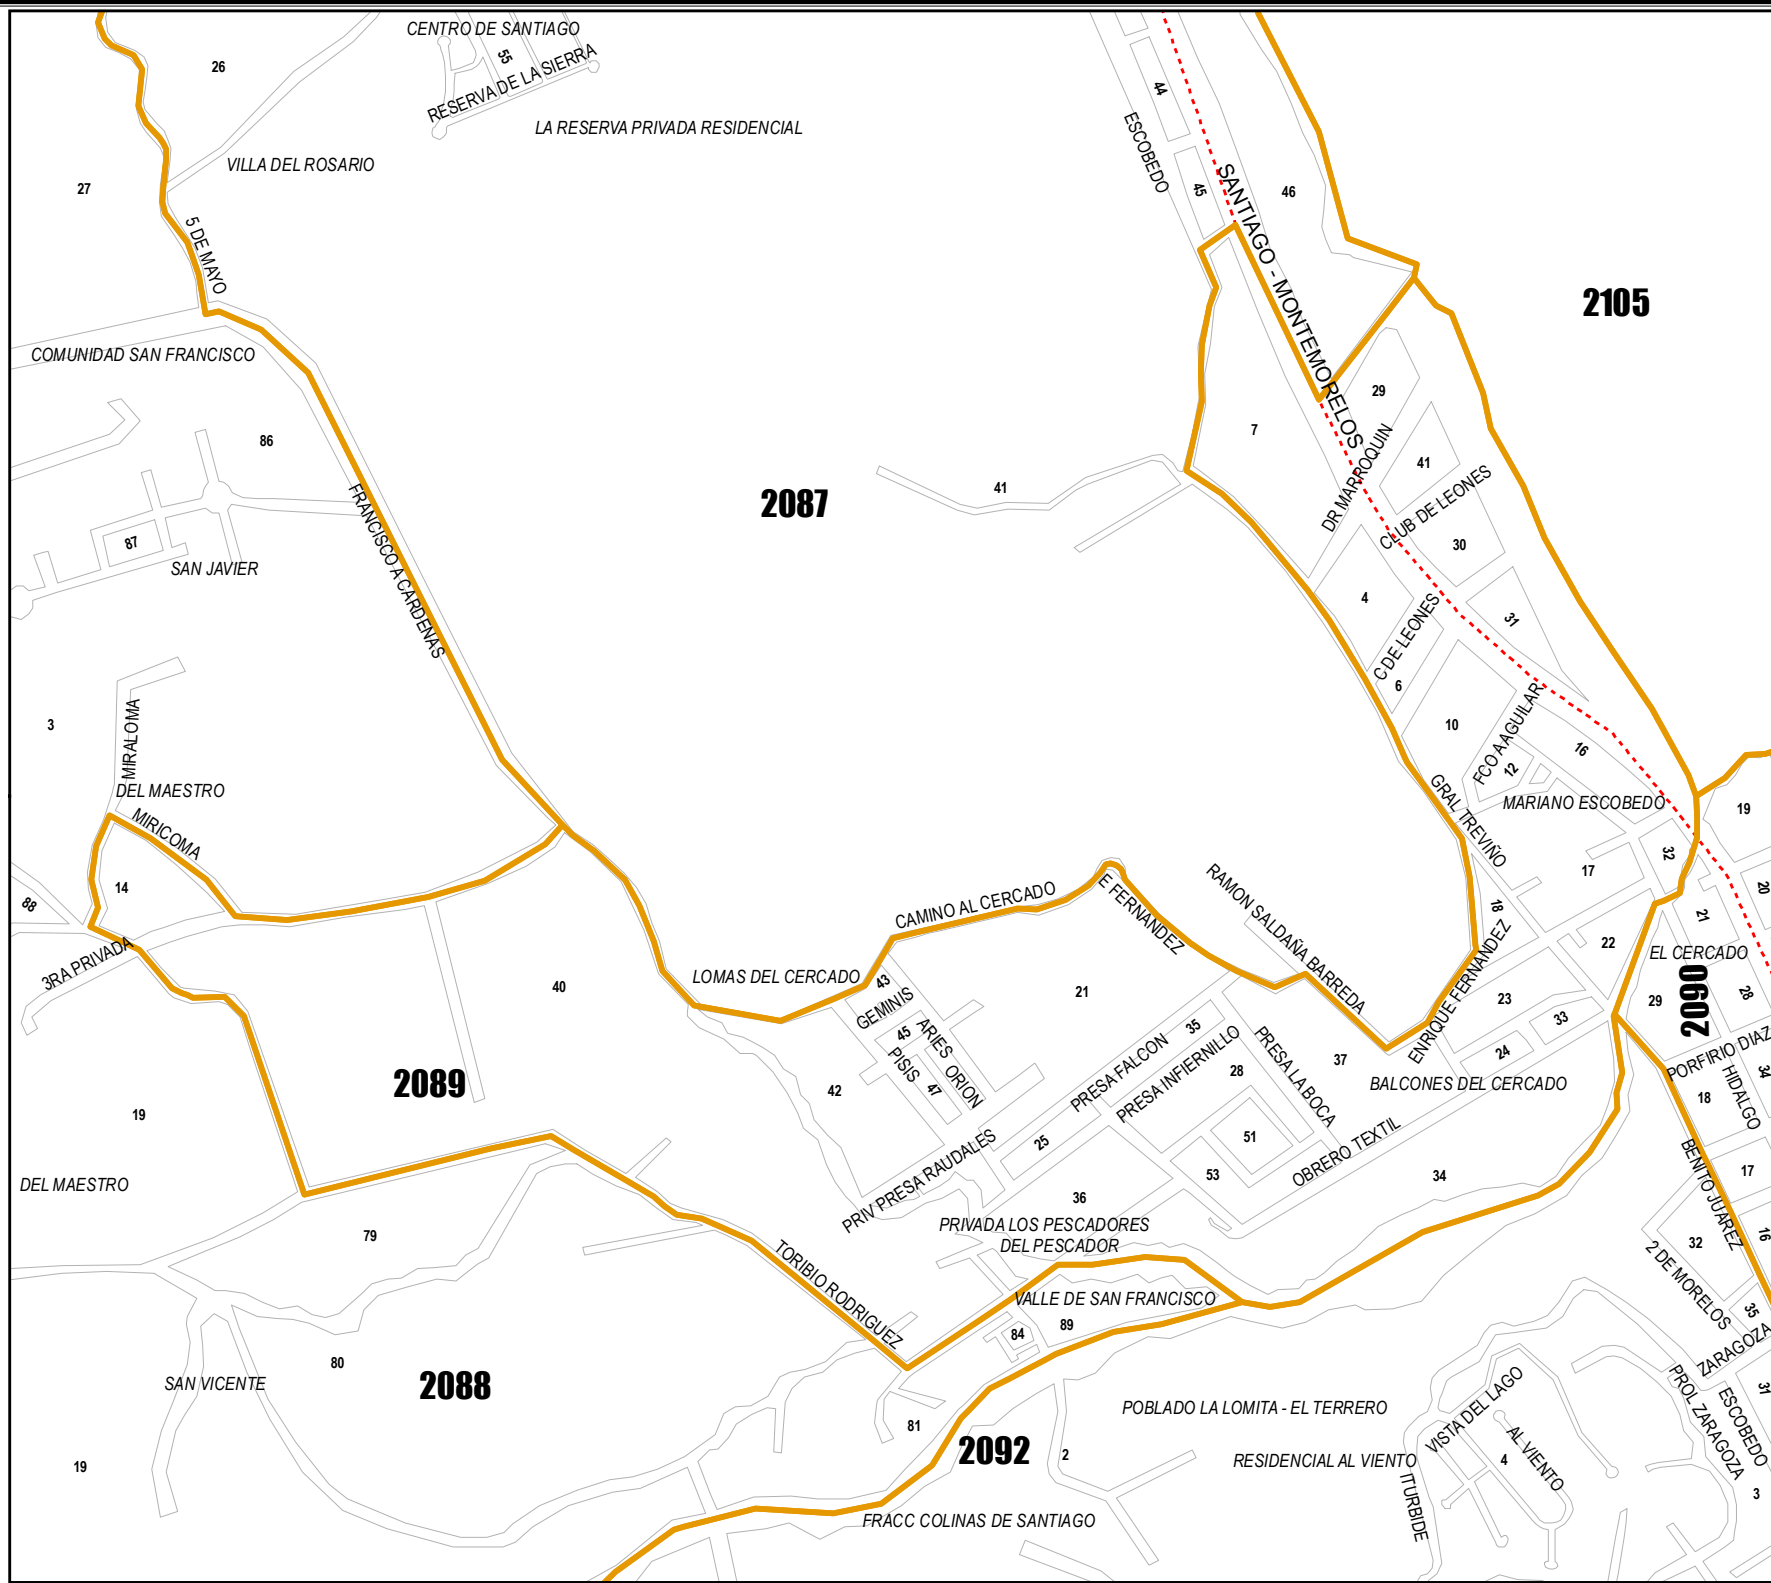 CENTRO DE SANTIAGO
26
55
RESERVA DE LA SIERRA
44
LA RESERVA PRIVADA RESIDENCIAL
ESCOBEDO
VILLA DEL ROSARIO
27
45
46
SANTIAGO - MONTEMORELOS
5 DE MAYO
2105
COMUNIDAD SAN FRANCISCO
29
86
7
DR MARROQUIN
41
CLUB DE LEONES
2087
41
FRANCISCO A CARDENAS
87
30
SAN JAVIER
4
C DE LEONES
31
6
3
MIRALOMA
10
FCO A AGUILAR
16
12
DEL MAESTRO
MARIANO ESCOBEDO
19
MIRICOMA
GRAL TREVIÑO
32
17
14
88
CAMINO AL CERCADO
E FERNANDEZ
RAMON SALDAÑA BARREDA
18
20
21
22
3RA PRIVADA
EL CERCADO
LOMAS DEL CERCADO
43
40
21
ENRIQUE FERNANDEZ
23
29
28
2090
GEMINIS
45
ARIES
ORION
PISIS
47
35
33
24
PRESA FALCON
PRESA INFIERNILLO
PRESA LA BOCA
37
PORFIRIO DIAZ
28
BALCONES DEL CERCADO
2089
42
34
HIDALGO
18
19
25
51
OBRERO TEXTIL
PRIV PRESA RAUDALES
53
34
BENITO JUAREZ
17
DEL MAESTRO
36
PRIVADA LOS PESCADORES
DEL PESCADOR
79
16
32
2 DE MORELOS
TORIBIO RODRIGUEZ
VALLE DE SAN FRANCISCO
35
84
89
ZARAGOZA
80
SAN VICENTE
2088
31
PROL ZARAGOZA
ESCOBEDO
VISTA DEL LAGO
POBLADO LA LOMITA - EL TERRERO
81
2092
2
RESIDENCIAL AL VIENTO
AL VIENTO
4
19
ITURBIDE
3
FRACC COLINAS DE SANTIAGO